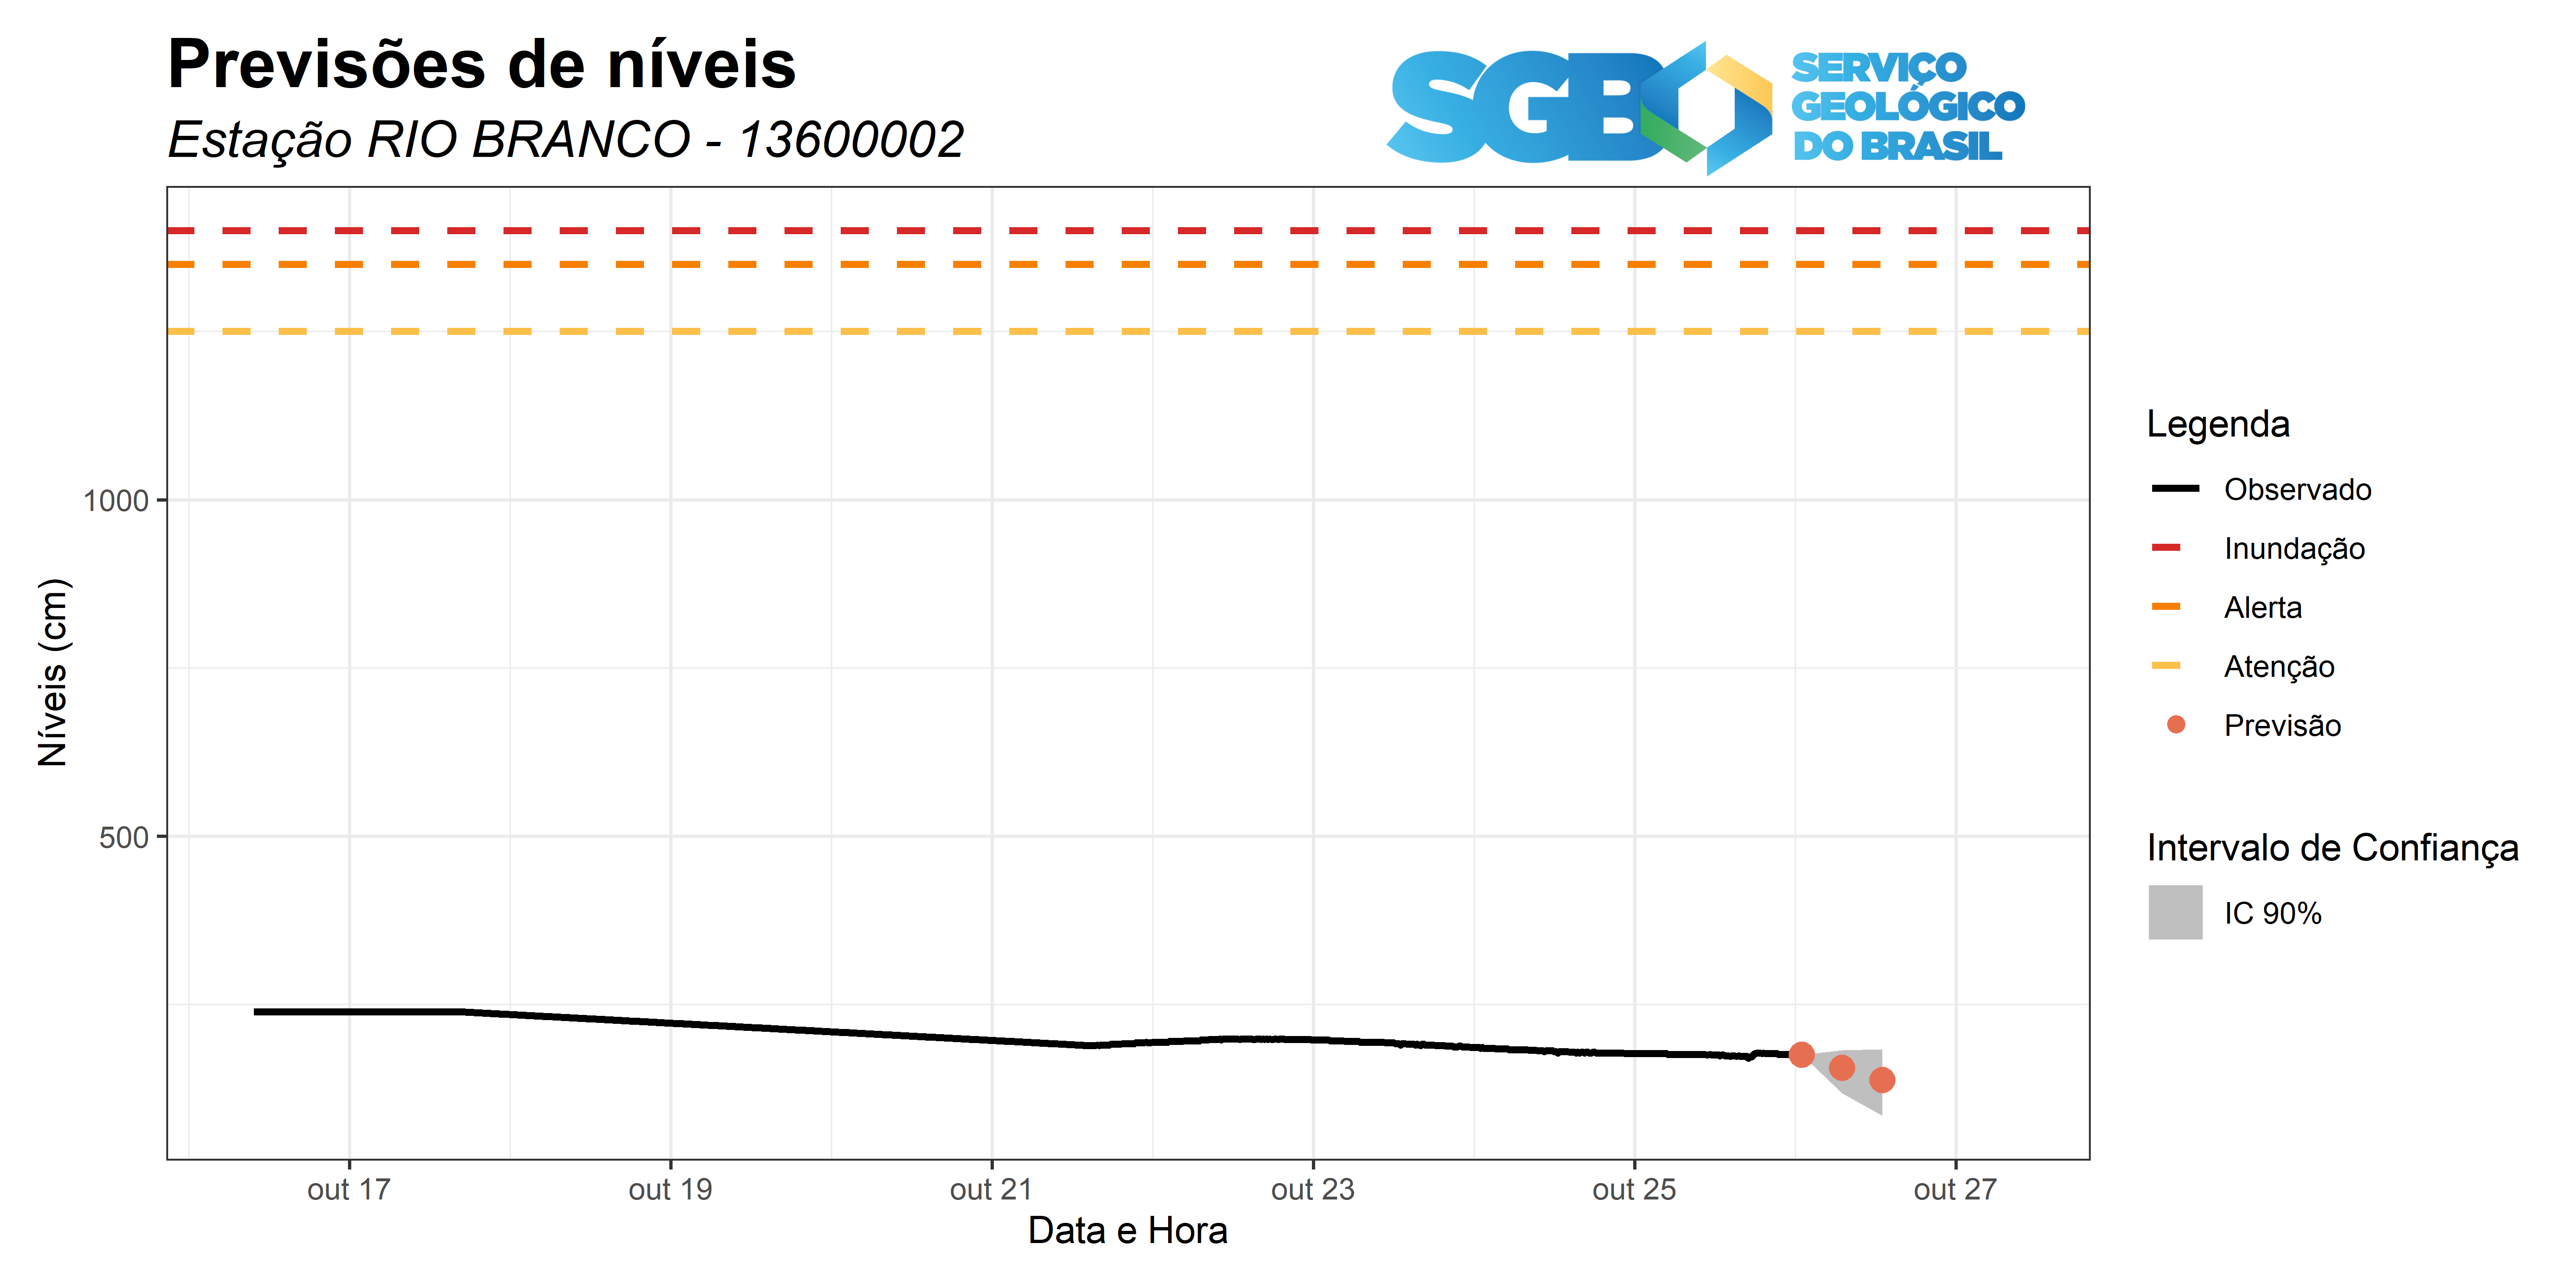 Previsões de níveis
Estação RIO BRANCO - 13600002
SGB
SERVIÇO
GEOLÓGICO
DO BRASIL
Níveis (cm)
1000
500
out 17
out 19
out 21
out 23
out 25
out 27
Data e Hora
Legenda
Observado
Inundação
Alerta
Atenção
Previsão
Intervalo de Confiança
IC 90%